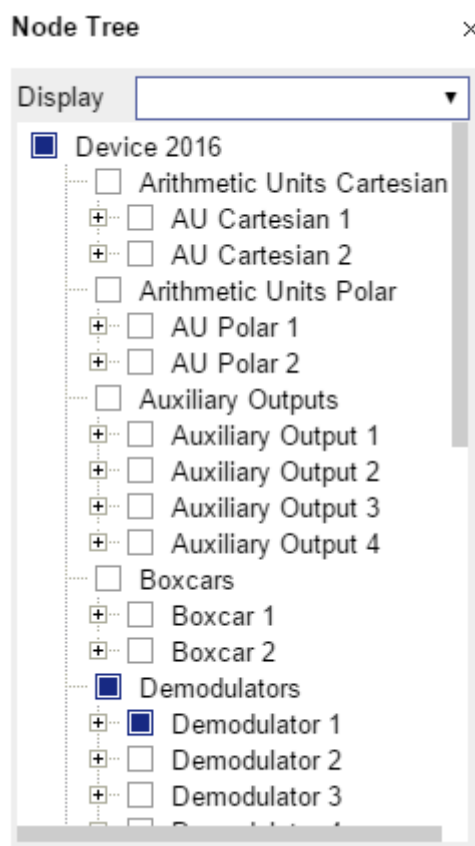 Node Tree
Display
Device 2016
Arithmetic Units Cartesian
AU Cartesian 1
AU Cartesian 2
Arithmetic Units Polar
AU Polar 1
AU Polar 2
Auxiliary Outputs
Auxiliary Output 1
Auxiliary Output 2
Auxiliary Output 3
Auxiliary Output 4
Boxcars
Boxcar 1
Boxcar 2
Demodulators
Demodulator 1
Demodulator 2
Demodulator 3